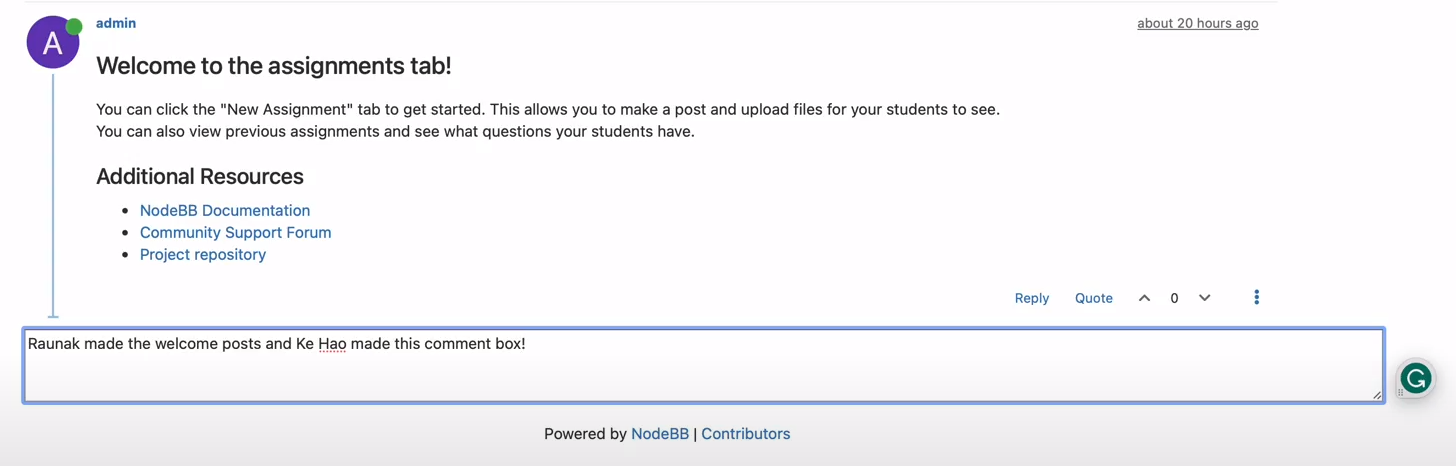 A
admin
about 20 hours ago
Welcome to the assignments tab!
You can click the "New Assignment" tab to get started. This allows you to make a post and upload files for your students to see.
You can also view previous assignments and see what questions your students have.
Additional Resources
NodeBB Documentation
Community Support Forum
Project repository
Reply Quote 0
Raunak made the welcome posts and Ke Hao made this comment box!
Powered by NodeBB | Contributors